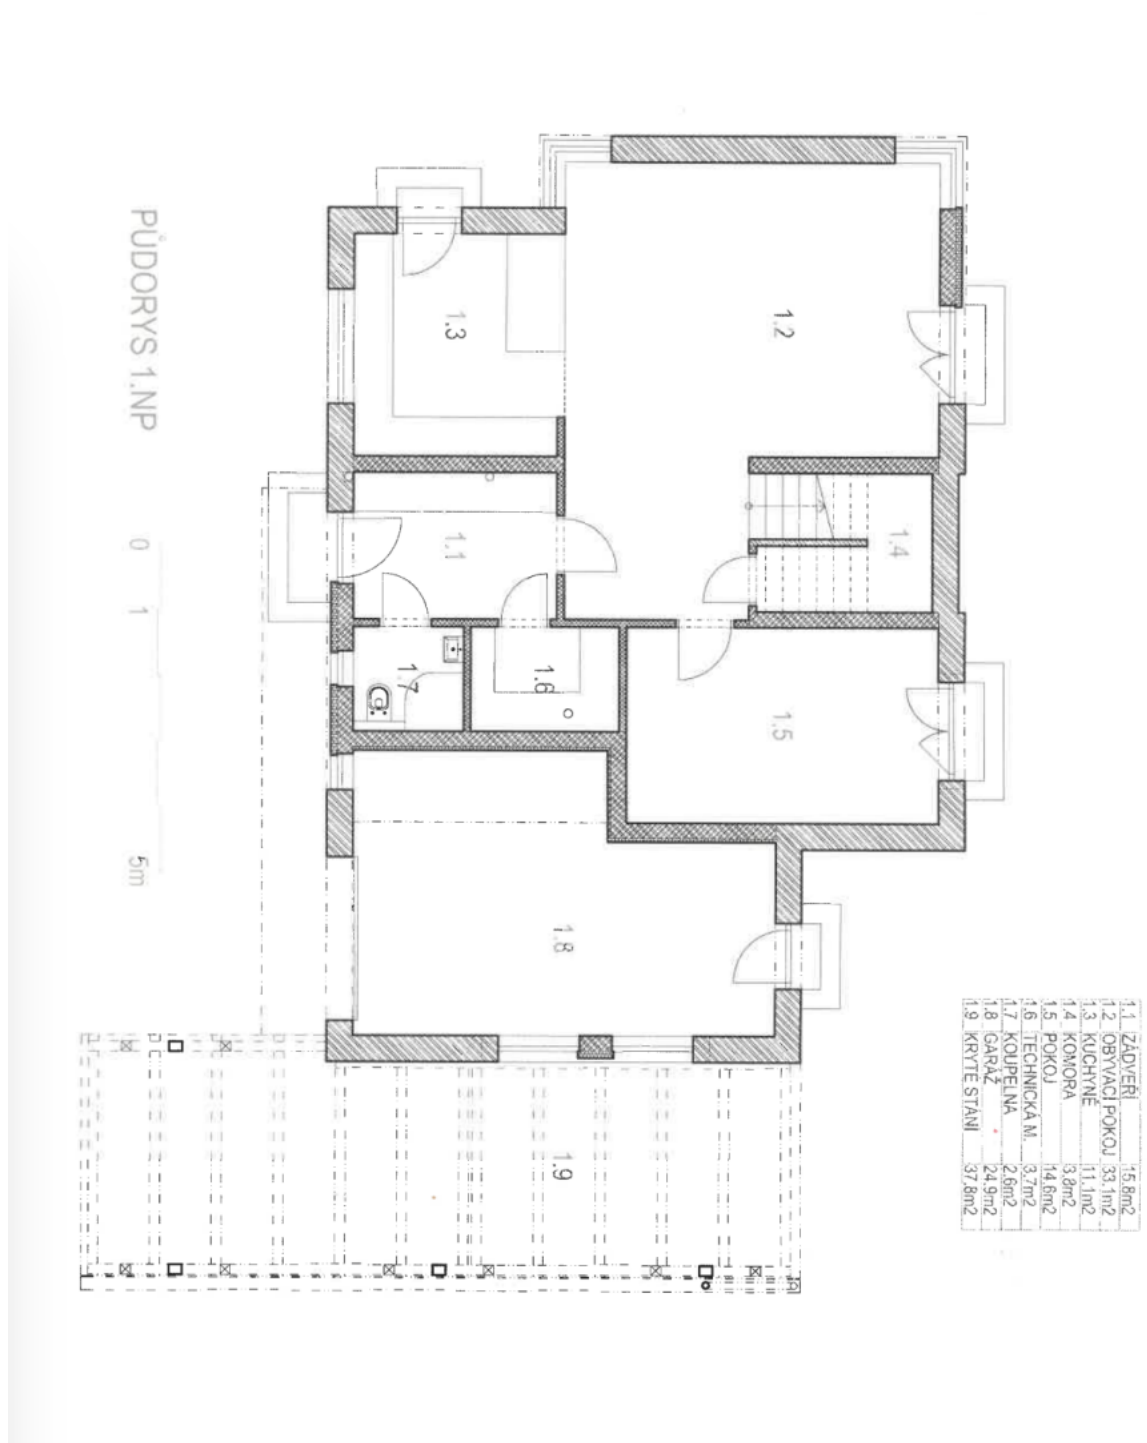 PŮDORYS 1.NP
0 1 5m
1.3
1.2
1.1
1.4
1.7
1.6
1.5
1.8
1.9
1.1 ZÁDVEŘÍ 15.8m2
1.2 OBÝVACÍ POKOJ 33.1m2
1.3 KUCHYNĚ 11.1m2
1.4 KOMORA 3.8m2
1.5 POKOJ 14.6m2
1.6 TECHNICKÁ M. 3.7m2
1.7 KOUPELNA 2.6m2
1.8 GARÁŽ 24.9m2
1.9 KRYTÉ STÁNÍ 37,8m2